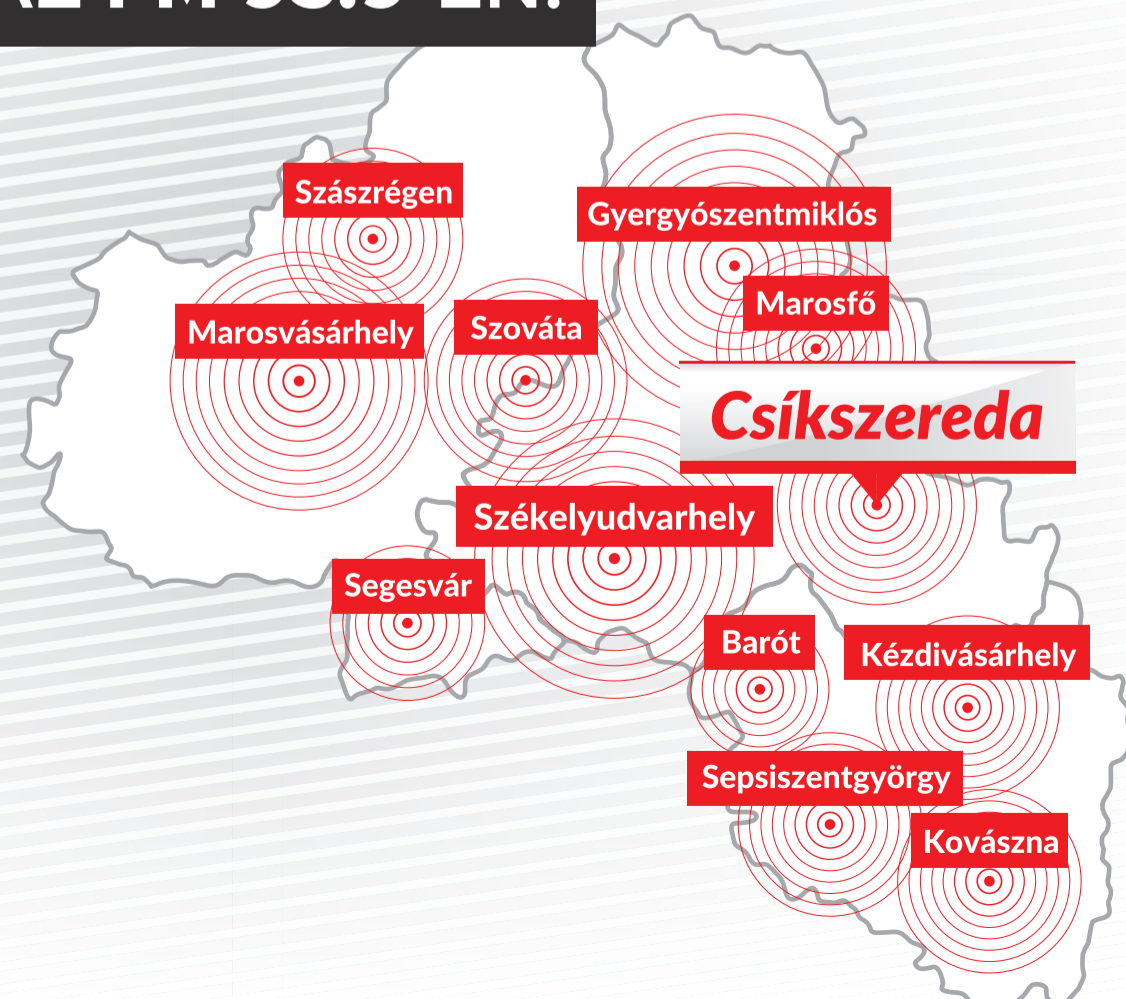 Szászrégen
Gyergyószentmiklós
Marosfő
Marosvásárhely
Szováta
Csíkszereda
Székelyudvarhely
Segesvár
Barót
Kézdivásárhely
Sepsiszentgyörgy
Kovászna